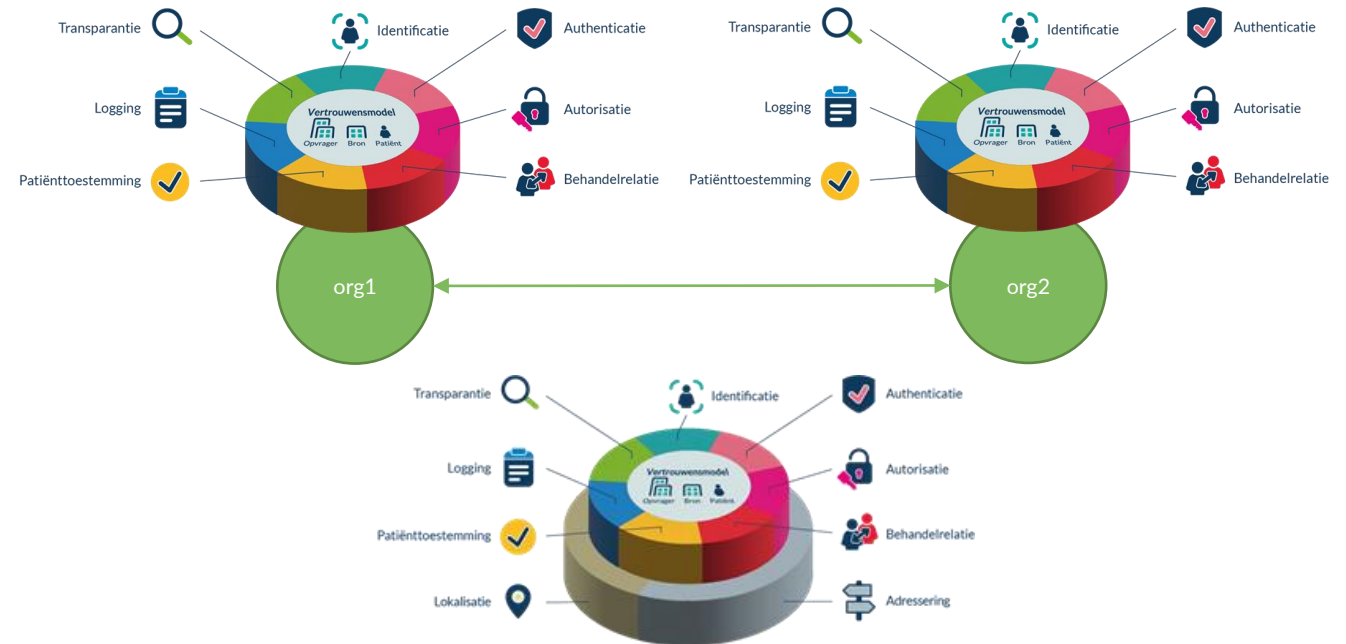 Transparantie
Identificatie
Authenticatie
Logging
Vertrouwensmodel
Opvrager Bron Patiënt
Autorisatie
Patiënttoestemming
Behandelrelatie
Transparantie
Identificatie
Authenticatie
Logging
Vertrouwensmodel
Opvrager Bron Patiënt
Autorisatie
Patiënttoestemming
Behandelrelatie
org1
org2
Transparantie
Identificatie
Authenticatie
Logging
Vertrouwensmodel
Opvrager Bron Patiënt
Autorisatie
Patiënttoestemming
Behandelrelatie
Lokalisatie
Adressering